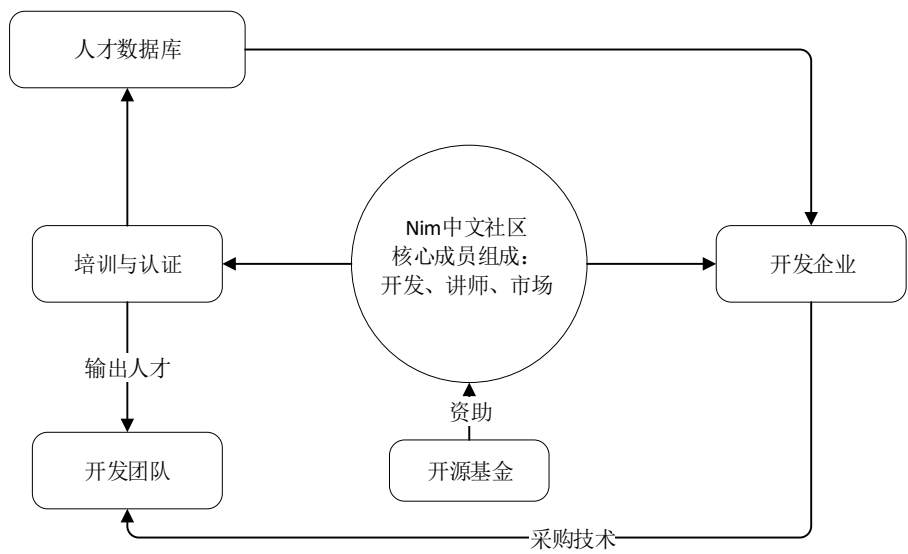 人才数据库
Nim中文社区
核心成员组成：
开发、讲师、市场
培训与认证
开发企业
输出人才
资助
开发团队
开源基金
采购技术